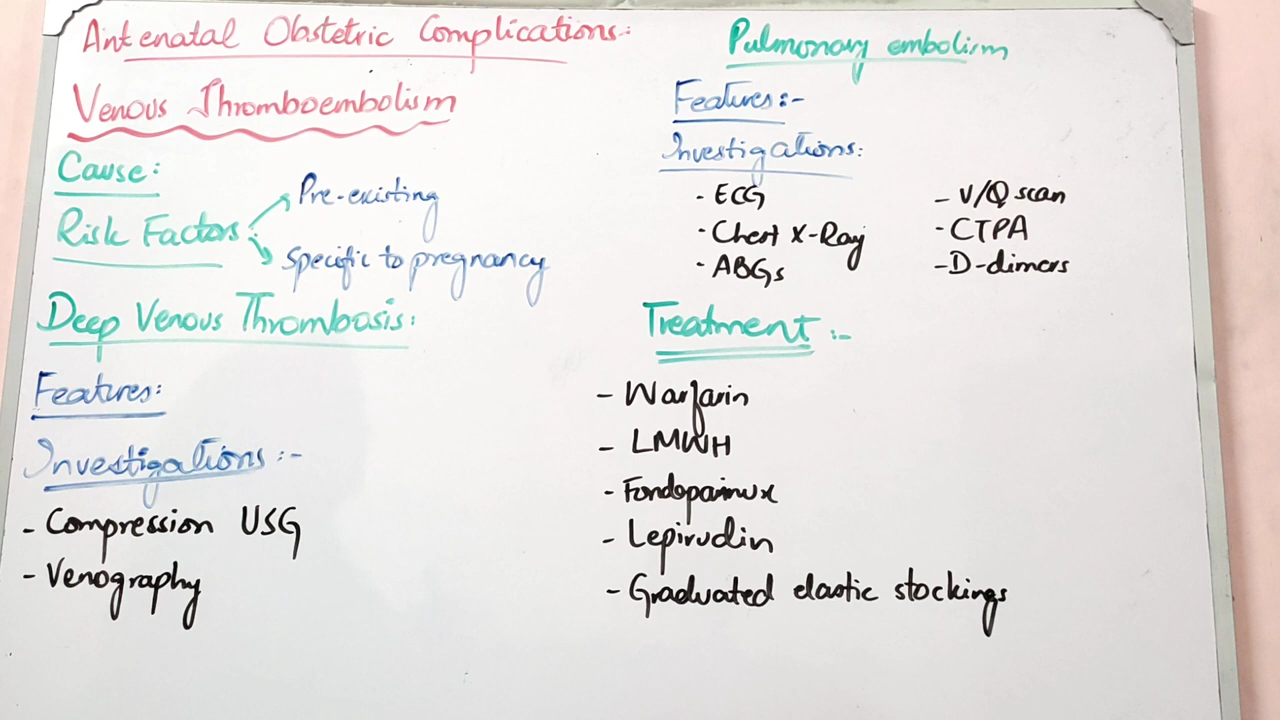 Antenatal Obstetric Complications:
Venous Thromboembolism
Cause:
Risk Factors
Pre-existing
Specific to pregnancy
Deep Venous Thrombosis:
Features:
Investigations:-
- Compression USG
- Venography
Pulmonary embolism
Features:-
Investigations:
- ECG
- Chest X-Ray
- ABGs
- V/Q scan
- CTPA
- D-dimers
Treatment:-
- Warfarin
- LMWH
- Fondoparinux
- Lepirudin
- Graduated elastic stockings